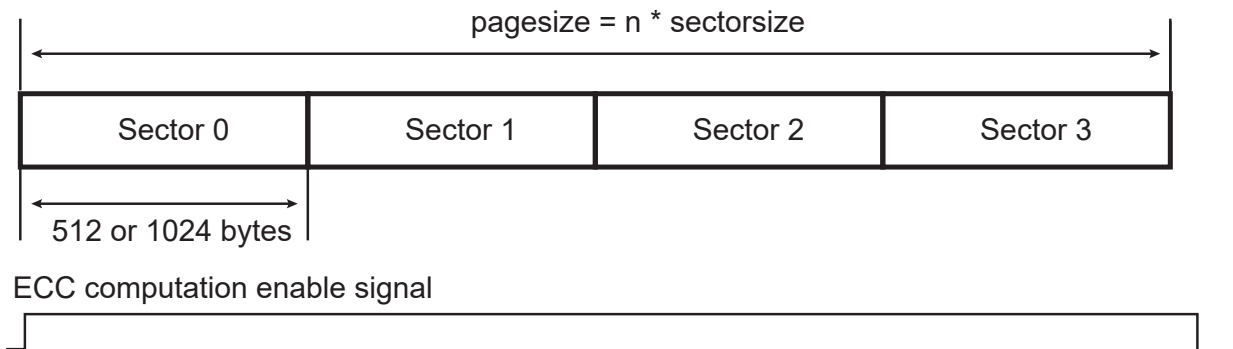 pagesize = n * sectorsize
Sector 0 Sector 1 Sector 2 Sector 3
512 or 1024 bytes
ECC computation enable signal